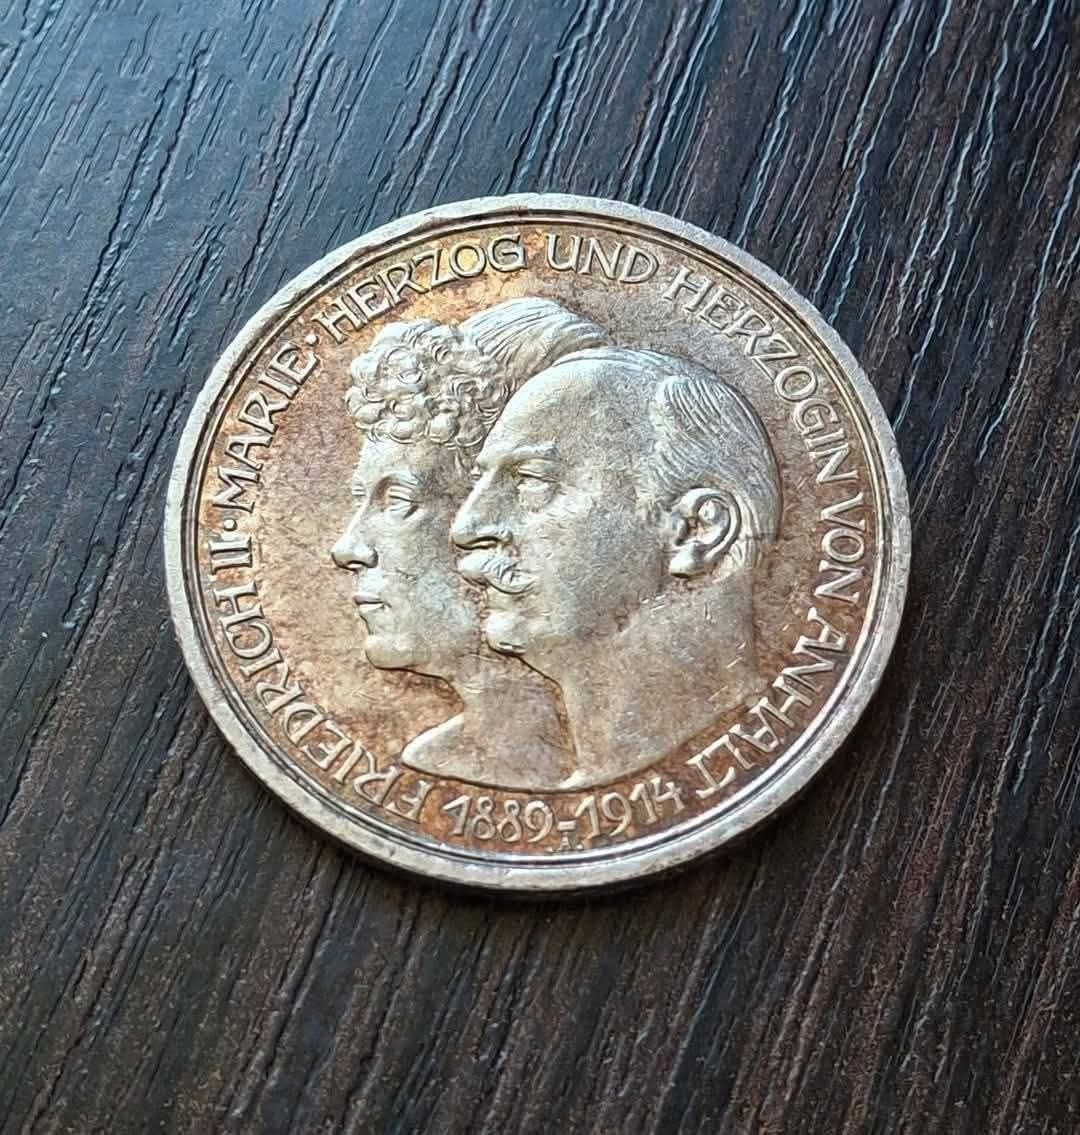 FRIEDRICH II · MARIE · HERZOG UND HERZOGIN VON ANHALT
1889-1914
A